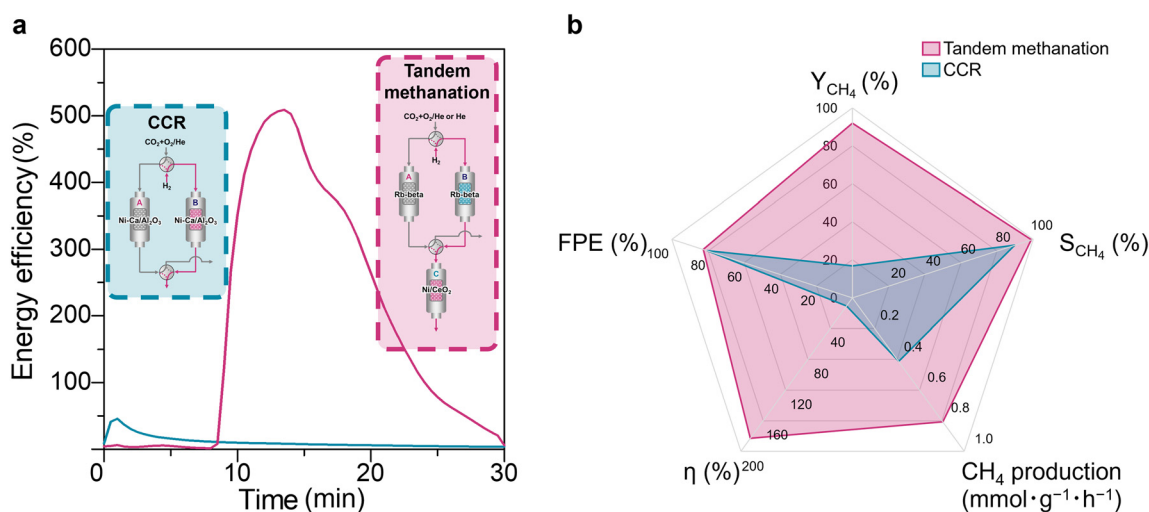 a
Energy efficiency (%)
600
500
400
300
200
100
0
10
20
30
Time (min)
CCR
CO₂+O₂/He
H₂
A
B
Ni-Ca/Al₂O₃
Ni-Ca/Al₂O₃
Tandem
methanation
CO₂+O₂/He or He
H₂
A
B
Rb-beta
Rb-beta
C
Ni/CeO₂
b
Tandem methanation
CCR
Y_CH₄ (%)
100
80
60
40
20
0
S_CH₄ (%)
100
80
60
40
20
CH₄ production
(mmol·g⁻¹·h⁻¹)
0.2
0.4
0.6
0.8
1.0
η (%)
40
80
120
160
200
FPE (%)
100
80
60
40
20